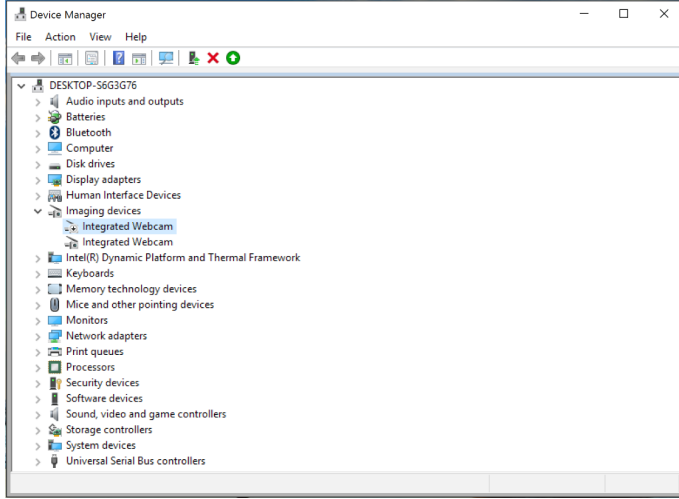 Device Manager
File Action View Help
DESKTOP-S6G3G76
Audio inputs and outputs
Batteries
Bluetooth
Computer
Disk drives
Display adapters
Human Interface Devices
Imaging devices
Integrated Webcam
Integrated Webcam
Intel(R) Dynamic Platform and Thermal Framework
Keyboards
Memory technology devices
Mice and other pointing devices
Monitors
Network adapters
Print queues
Processors
Security devices
Software devices
Sound, video and game controllers
Storage controllers
System devices
Universal Serial Bus controllers